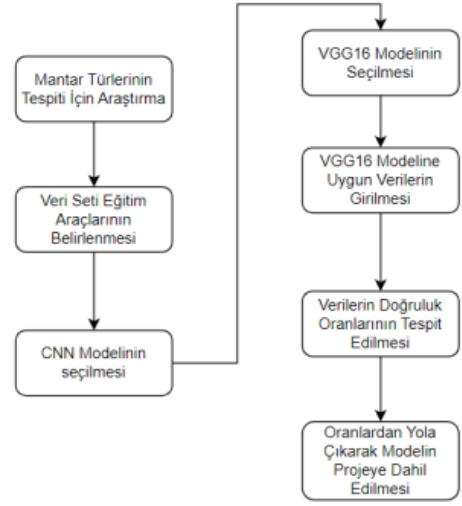 Mantar Türlerinin
Tespiti İçin Araştırma
Veri Seti Eğitim
Araçlarının
Belirlenmesi
CNN Modelinin
seçilmesi
VGG16 Modelinin
Seçilmesi
VGG16 Modeline
Uygun Verilerin
Girilmesi
Verilerin Doğruluk
Oranlarının Tespit
Edilmesi
Oranlardan Yola
Çıkarak Modelin
Projeye Dahil
Edilmesi